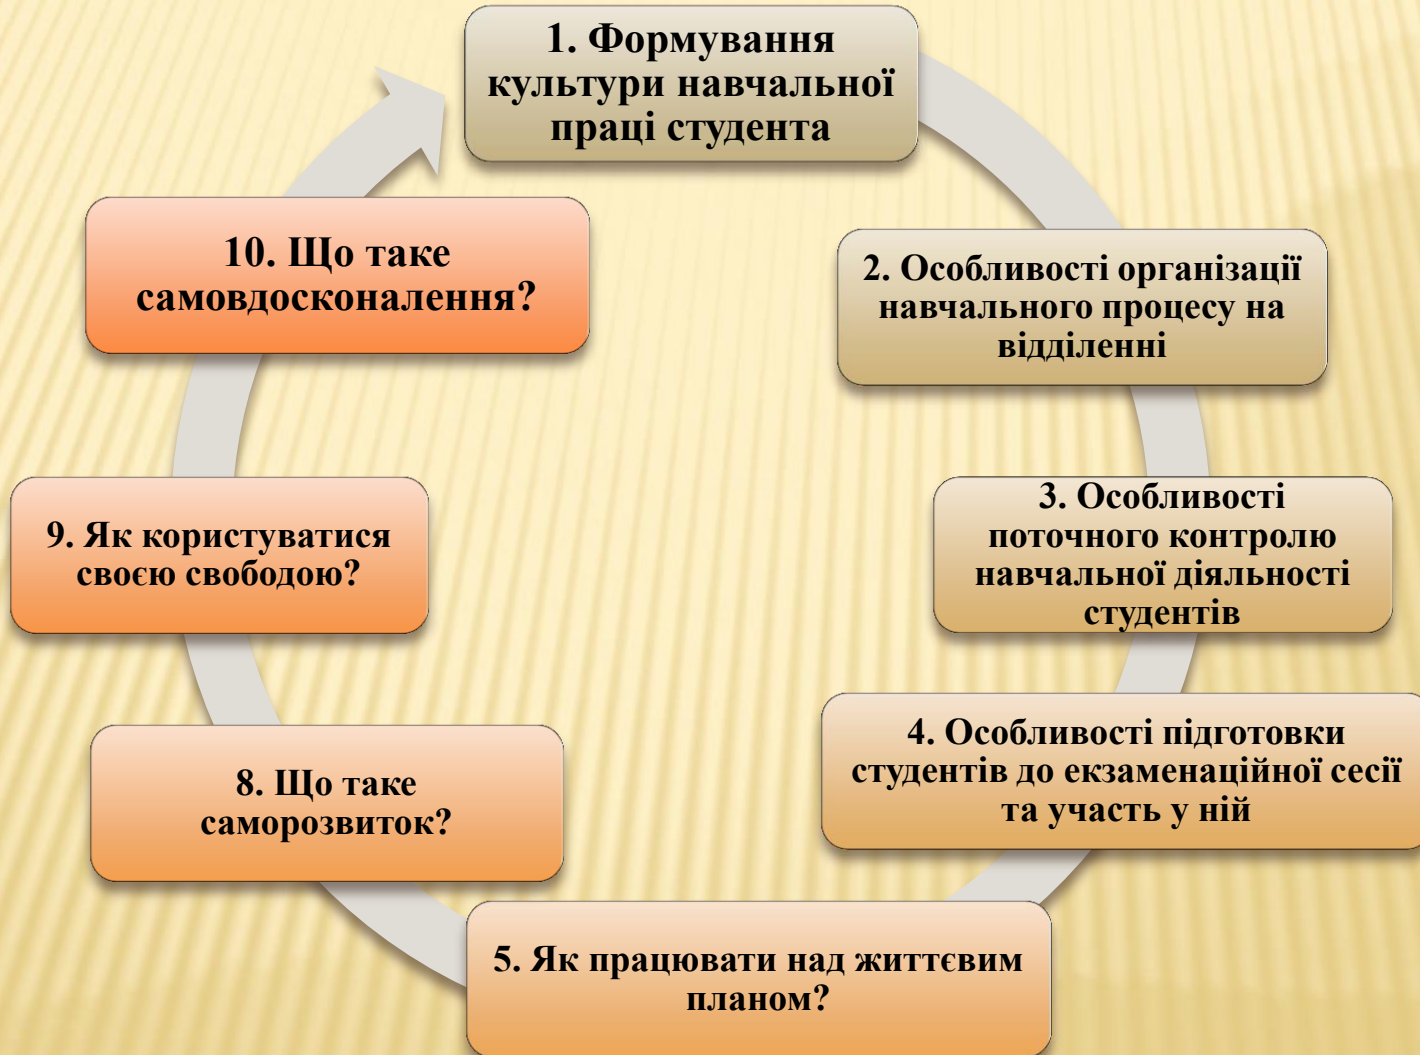 1. Формування
культури навчальної
праці студента
2. Особливості організації
навчального процесу на
відділенні
3. Особливості
поточного контролю
навчальної діяльності
студентів
4. Особливості підготовки
студентів до екзаменаційної сесії
та участь у ній
5. Як працювати над життєвим
планом?
8. Що таке
саморозвиток?
9. Як користуватися
своєю свободою?
10. Що таке
самовдосконалення?